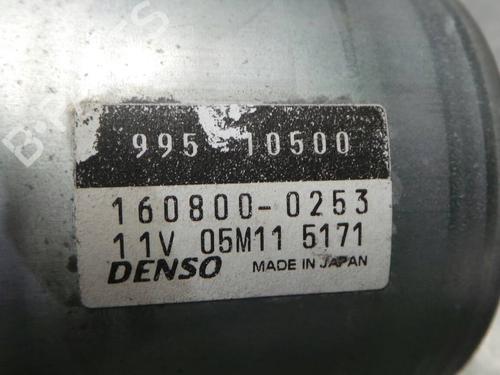 995-10500
160800-0253
11V 05M11 5171
DENSO MADE IN JAPAN